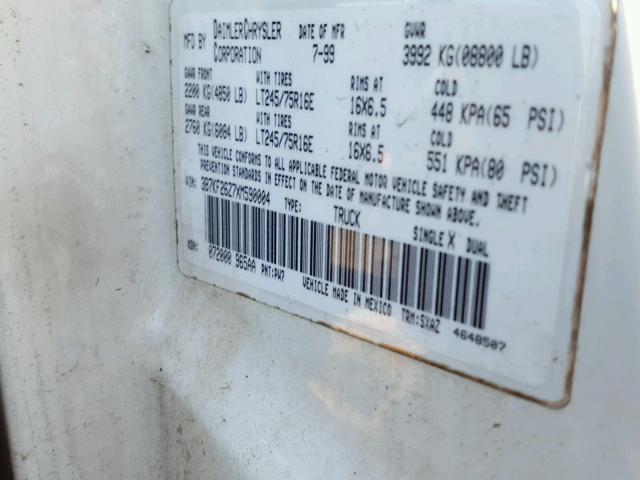 MFD BY DAIMLERCHRYSLER CORPORATION DATE OF MFR 7-99 GVWR 3992 KG(08800 LB)
GAWR FRONT WITH TIRES RIMS AT COLD
2200 KG(4850 LB) LT245/75R16E 16X6.5 448 KPA(65 PSI)
GAWR REAR WITH TIRES RIMS AT COLD
2760 KG(6084 LB) LT245/75R16E 16X6.5 551 KPA(80 PSI)
THIS VEHICLE CONFORMS TO ALL APPLICABLE FEDERAL MOTOR VEHICLE SAFETY AND THEFT
PREVENTION STANDARDS IN EFFECT ON THE DATE OF MANUFACTURE SHOWN ABOVE.
VIN: 3B7KF26Z7XM590004 TYPE: TRUCK SINGLE X DUAL
MDH: 072000 965AA PNT:PW7 VEHICLE MADE IN MEXICO TRM:SXAZ 4648507